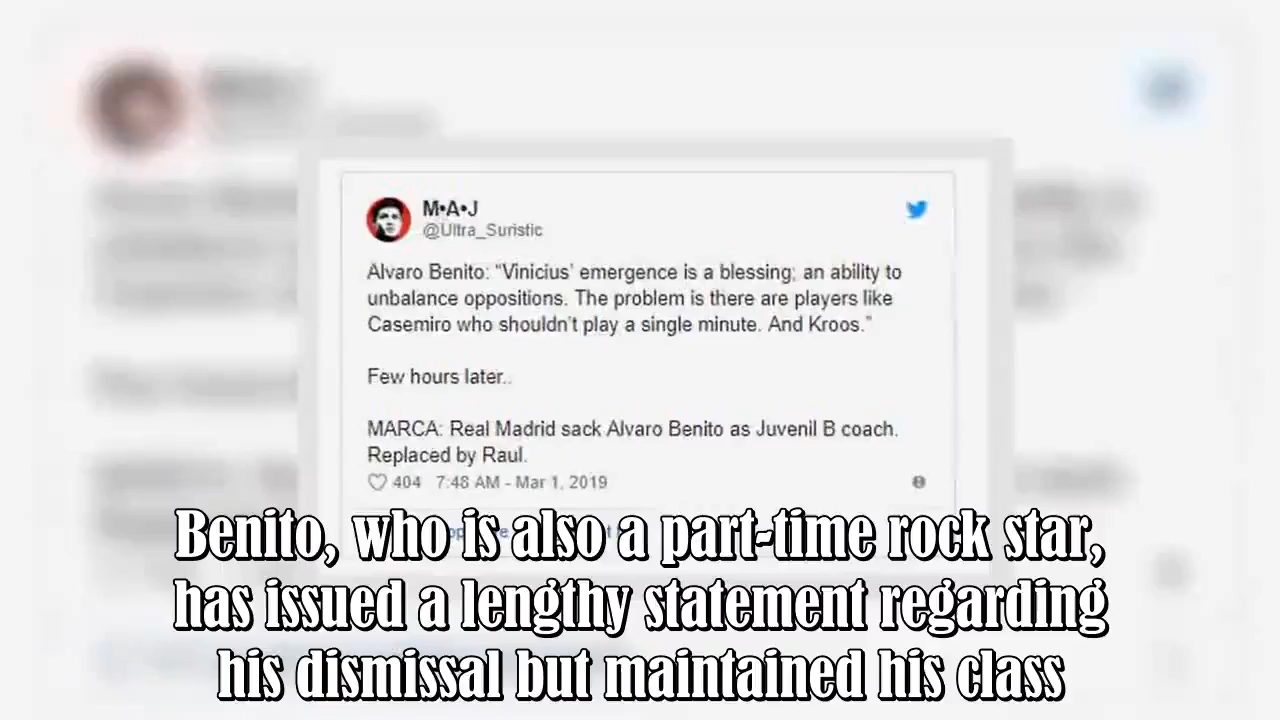 M•A•J
@Ultra_Suristic
Alvaro Benito: “Vinicius’ emergence is a blessing; an ability to
unbalance oppositions. The problem is there are players like
Casemiro who shouldn’t play a single minute. And Kroos.”
Few hours later..
MARCA: Real Madrid sack Alvaro Benito as Juvenil B coach.
Replaced by Raul.
404 7:48 AM - Mar 1, 2019
Benito, who is also a part-time rock star,
has issued a lengthy statement regarding
his dismissal but maintained his class